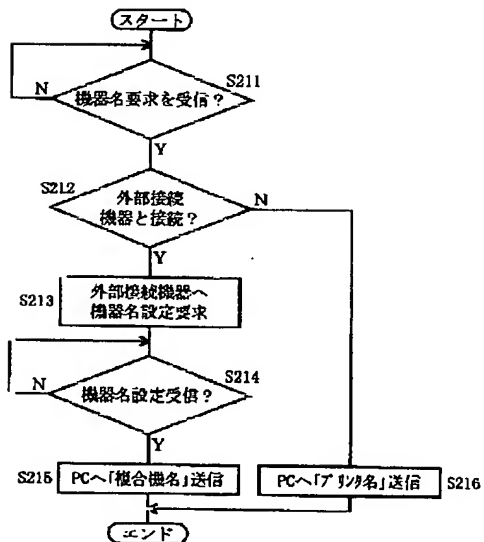 スタート
機器名要求を受信?
S211
N
Y
S212
外部接続
機器と接続?
N
Y
S213
外部接続機器へ
機器名設定要求
S214
N
機器名設定受信?
Y
S215
PCへ「複合機名」送信
PCへ「プリンタ名」送信
S216
エンド